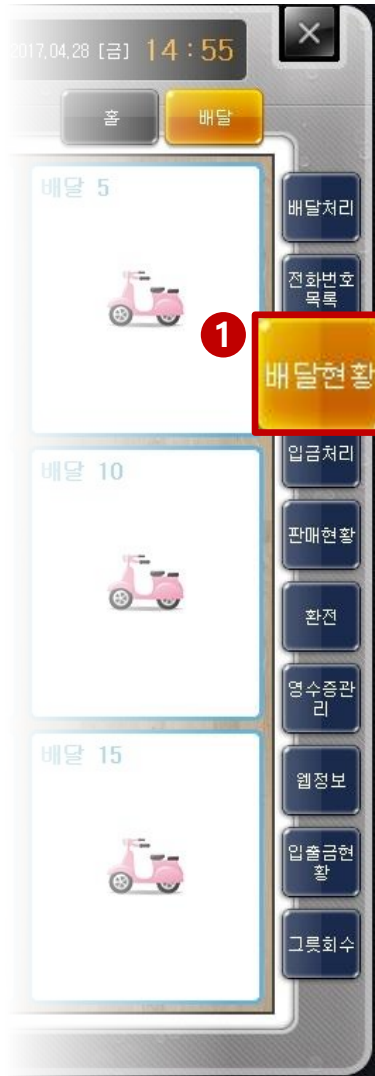 2017,04,28 [금] 14 : 55
홀
배달
배달 5
배달처리
전화번호
목록
1
배달현황
입금처리
배달 10
판매현황
환전
영수증관
리
배달 15
웹정보
입출금현
황
그릇회수